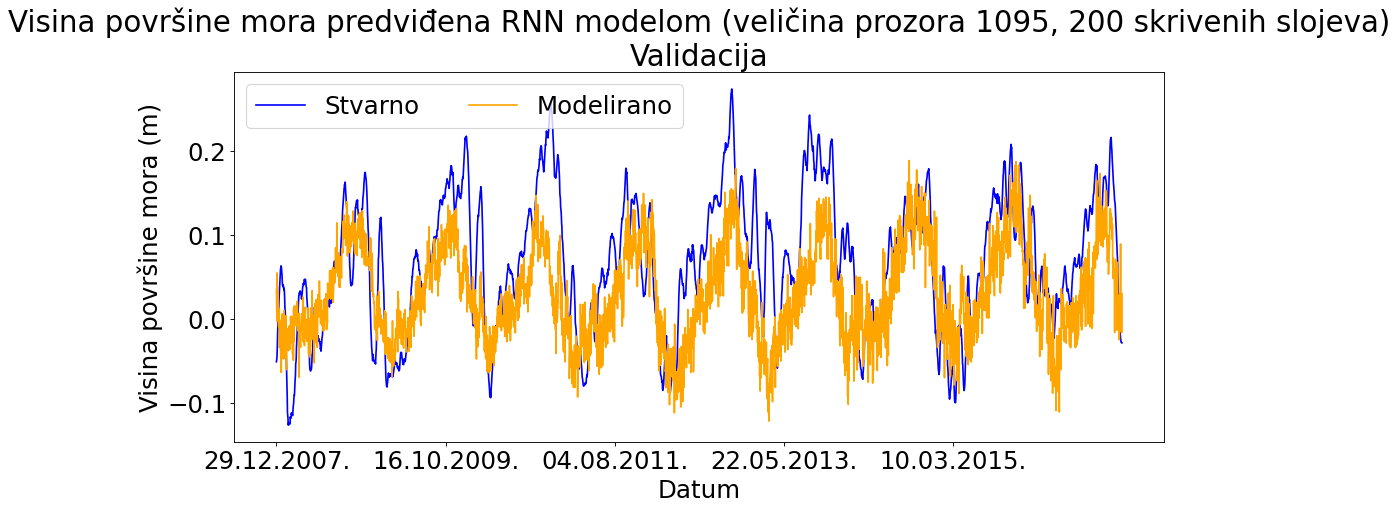 Visina površine mora predviđena RNN modelom (veličina prozora 1095, 200 skrivenih slojeva)
Validacija
Stvarno
Modelirano
Visina površine mora (m)
0.2
0.1
0.0
−0.1
29.12.2007.
16.10.2009.
04.08.2011.
22.05.2013.
10.03.2015.
Datum